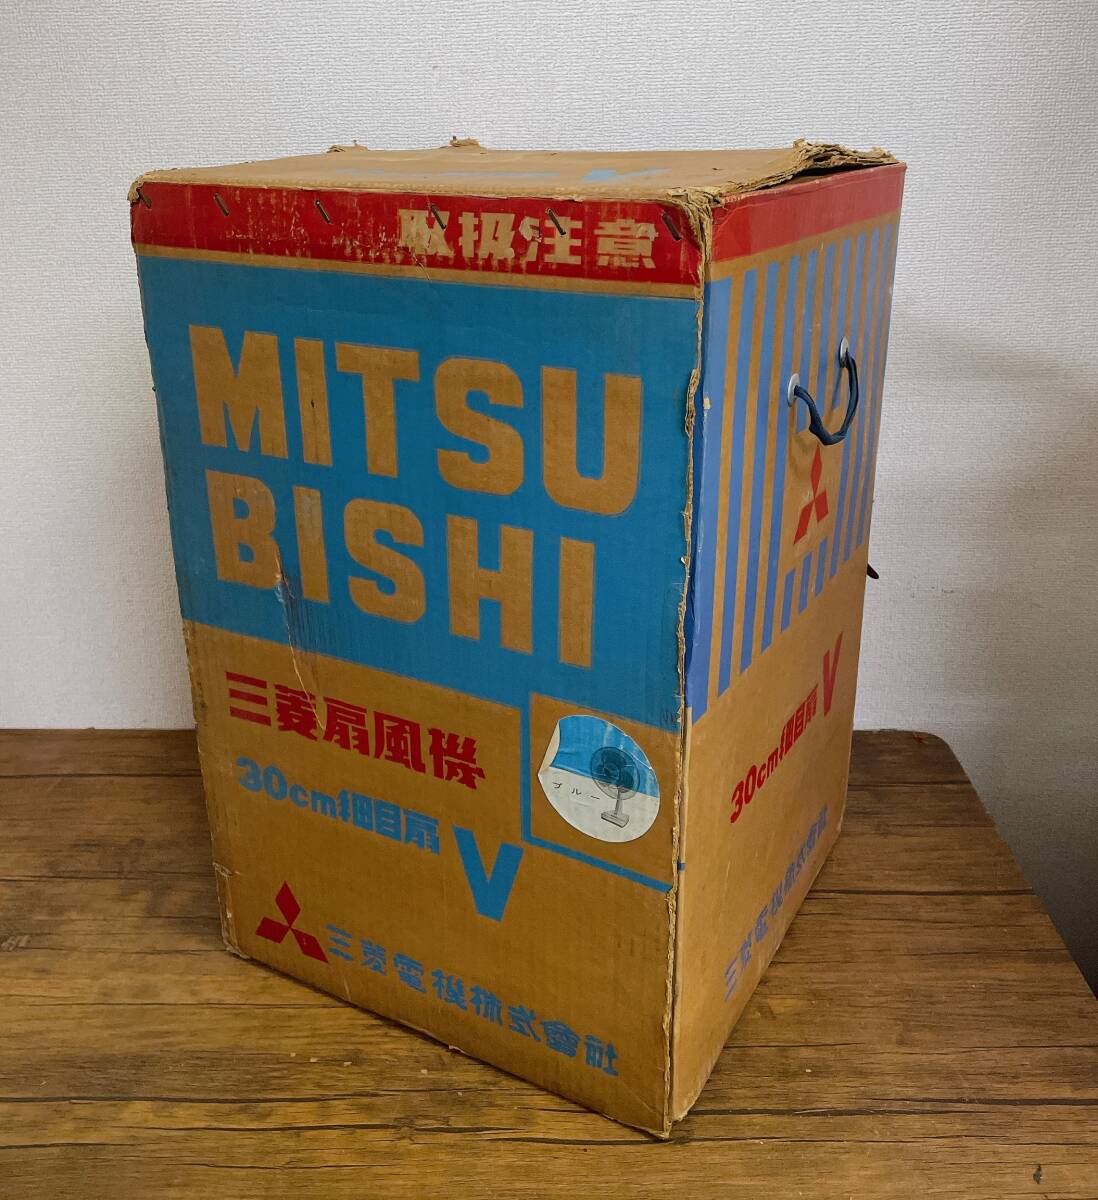 取扱注意
MITSU
BISHI
三菱扇風機
30cm細目扇 V
ブルー
三菱電機株式會社
30cm細目扇 V
三菱電機株式會社